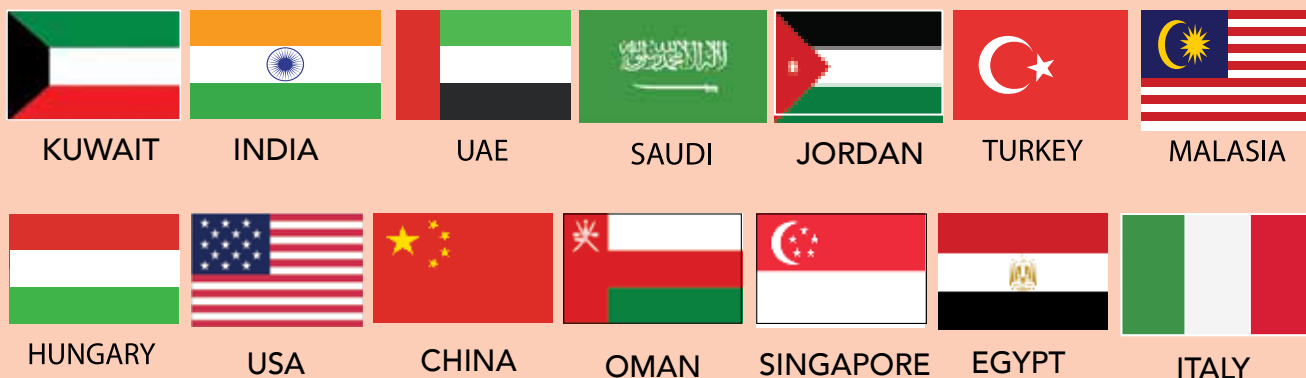 KUWAIT INDIA UAE SAUDI JORDAN TURKEY MALASIA
HUNGARY USA CHINA OMAN SINGAPORE EGYPT ITALY